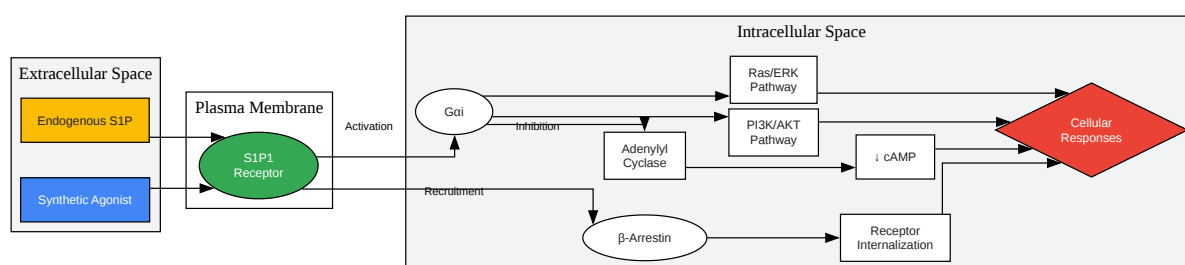 Extracellular Space
Endogenous S1P
Synthetic Agonist
Plasma Membrane
S1P1
Receptor
Activation
Recruitment
Intracellular Space
Gαi
Inhibition
Ras/ERK
Pathway
PI3K/AKT
Pathway
Adenylyl
Cyclase
↓ cAMP
β-Arrestin
Receptor
Internalization
Cellular
Responses